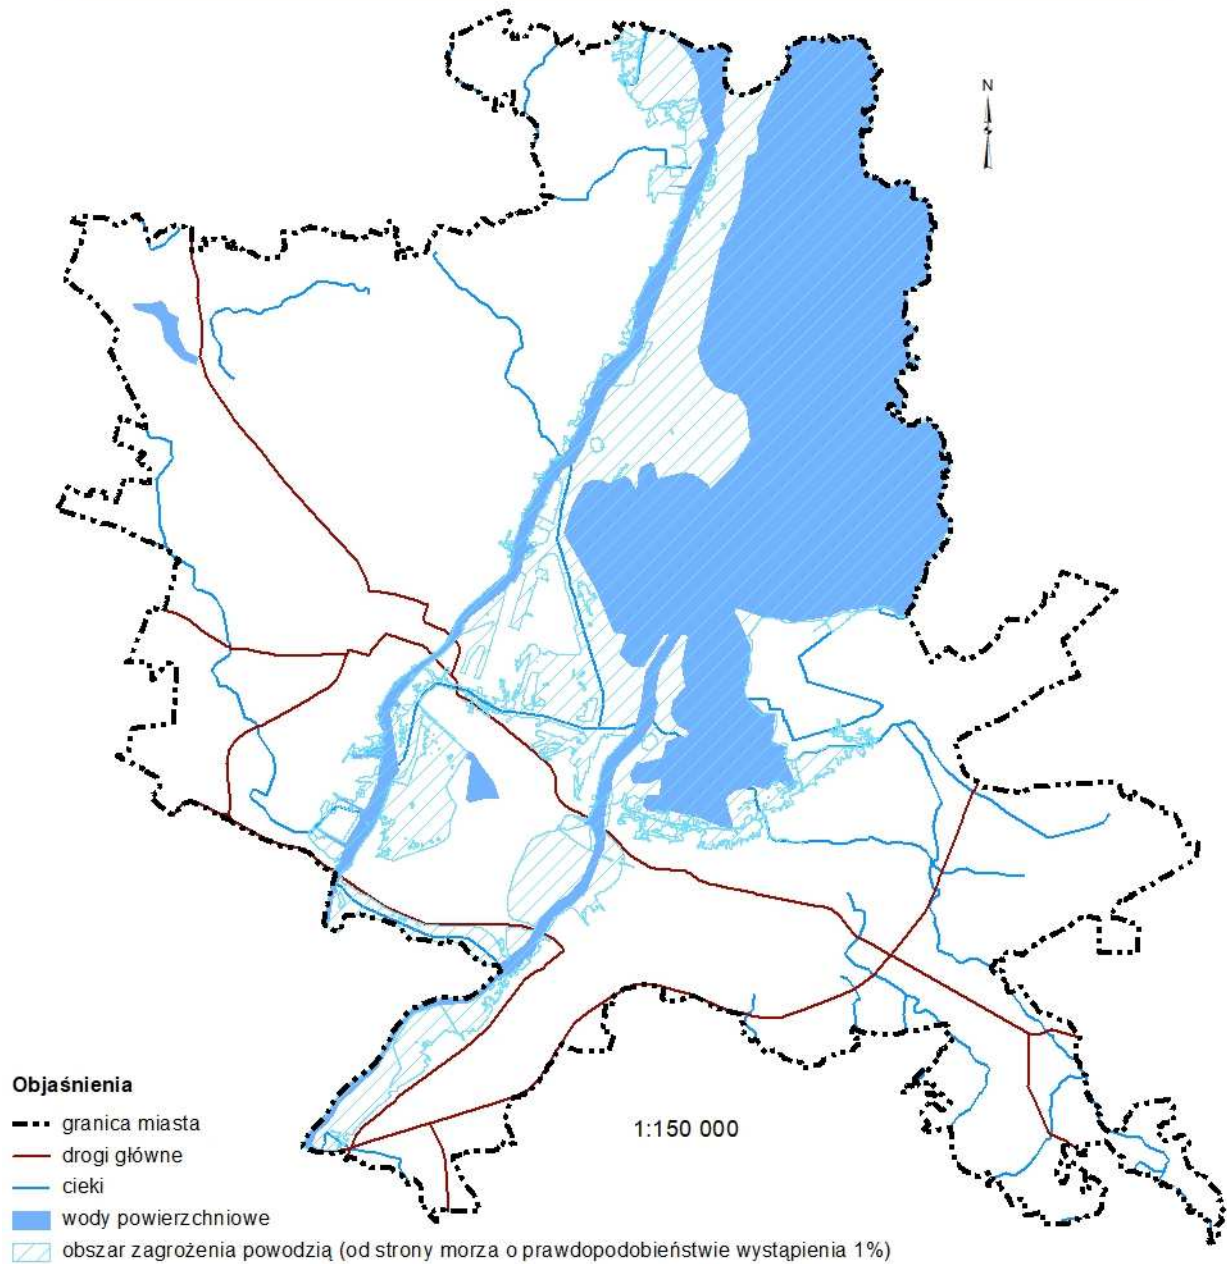 N
Objaśnienia
granica miasta
drogi główne
cieki
wody powierzchniowe
obszar zagrożenia powodzią (od strony morza o prawdopodobieństwie wystąpienia 1%)
1:150 000